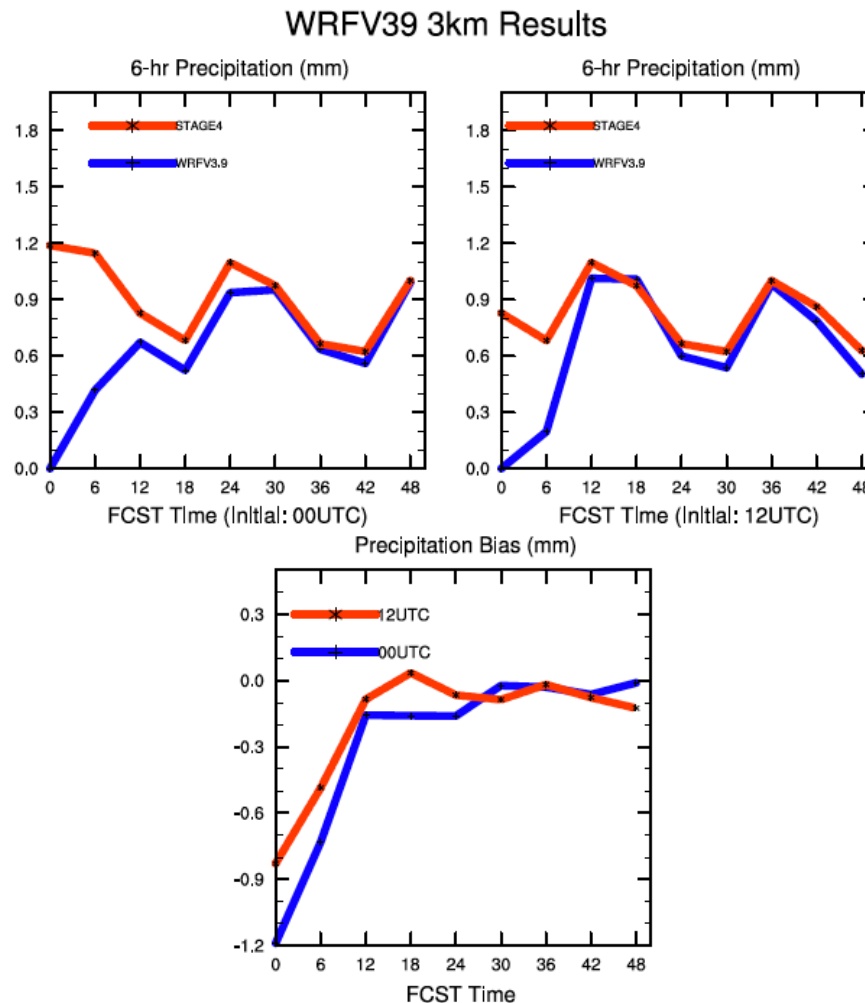 WRFV39 3km Results
6-hr Precipitation (mm)
6-hr Precipitation (mm)
STAGE4
WRFV3.9
1.8
1.5
1.2
0.9
0.6
0.3
0.0
0 6 12 18 24 30 36 42 48
FCST Time (Initial: 00UTC)
STAGE4
WRFV3.9
1.8
1.5
1.2
0.9
0.6
0.3
0.0
0 6 12 18 24 30 36 42 48
FCST Time (Initial: 12UTC)
Precipitation Bias (mm)
12UTC
00UTC
0.3
0.0
-0.3
-0.6
-0.9
-1.2
0 6 12 18 24 30 36 42 48
FCST Time